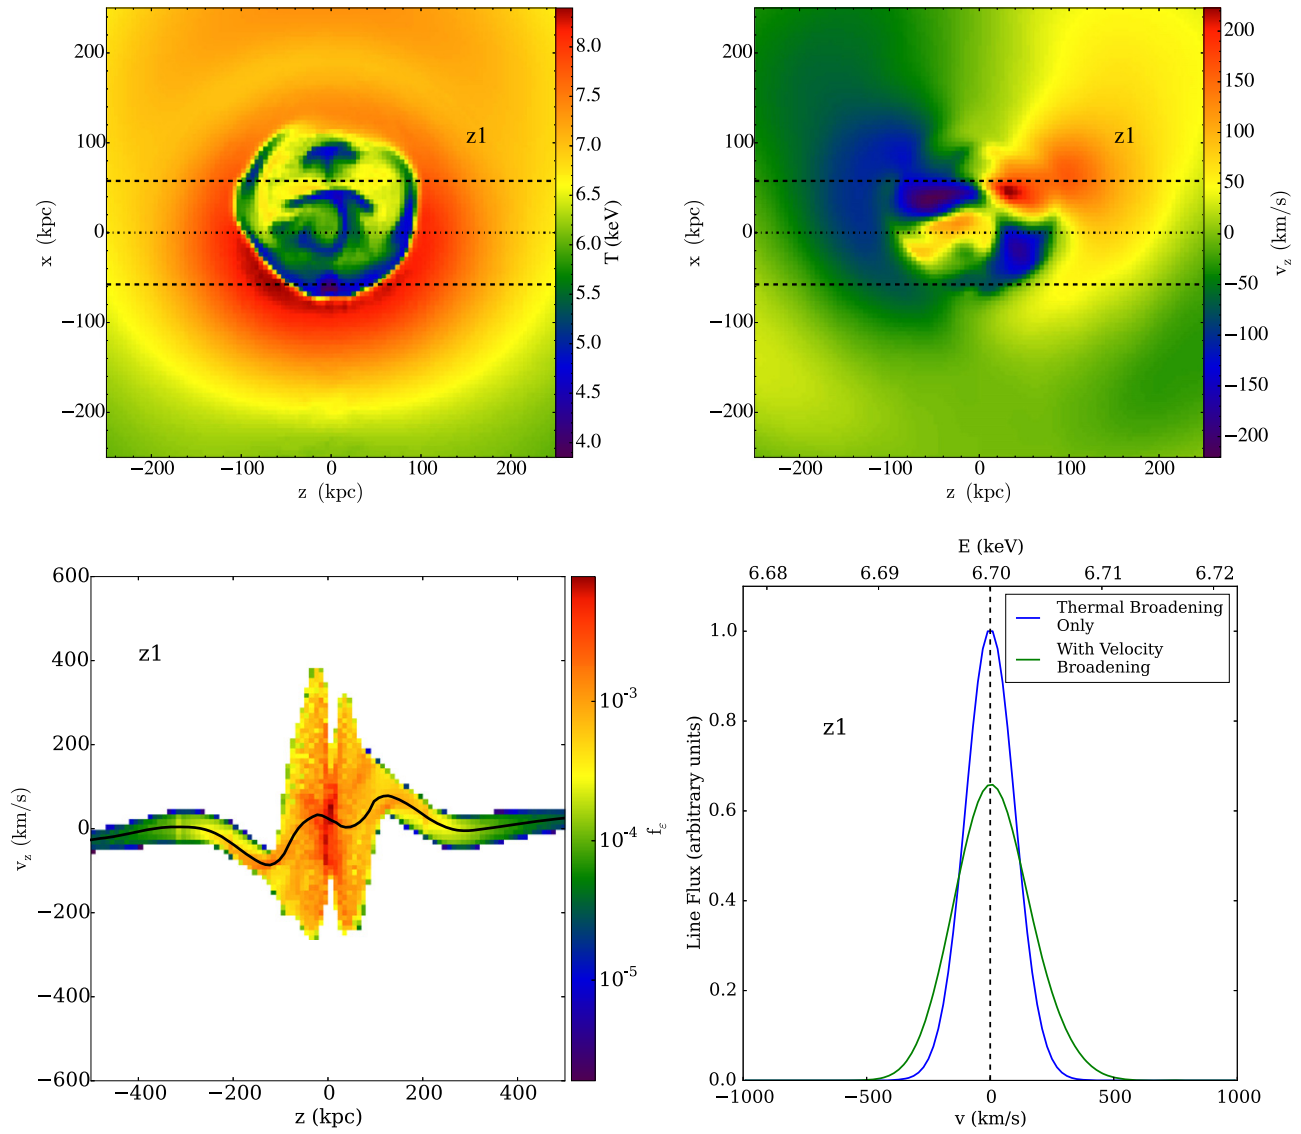 200
100
0
−100
−200
x (kpc)
−200 −100 0 100 200
z (kpc)
z1
8.0
7.5
7.0
6.5
6.0
5.5
5.0
4.5
4.0
T (keV)
200
100
0
−100
−200
x (kpc)
−200 −100 0 100 200
z (kpc)
z1
200
150
100
50
0
−50
−100
−150
−200
v_z (km/s)
600
400
200
0
−200
−400
−600
v_z (km/s)
−400 −200 0 200 400
z (kpc)
z1
10^-3
10^-4
10^-5
f_ε
E (keV)
6.68 6.69 6.70 6.71 6.72
Thermal Broadening
Only
With Velocity
Broadening
z1
1.0
0.8
0.6
0.4
0.2
0.0
Line Flux (arbitrary units)
−1000 −500 0 500 1000
v (km/s)